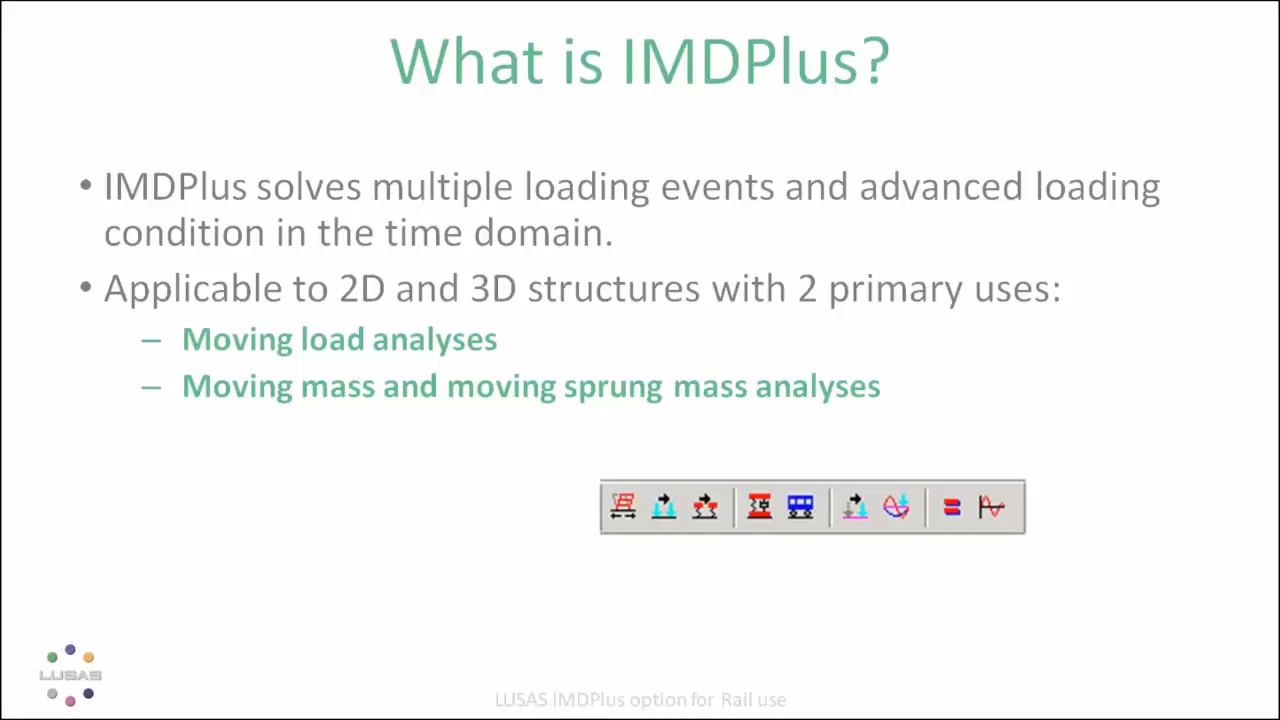 What is IMDPlus?
• IMDPlus solves multiple loading events and advanced loading
condition in the time domain.
• Applicable to 2D and 3D structures with 2 primary uses:
– Moving load analyses
– Moving mass and moving sprung mass analyses
LUSAS
LUSAS IMDPlus option for Rail use